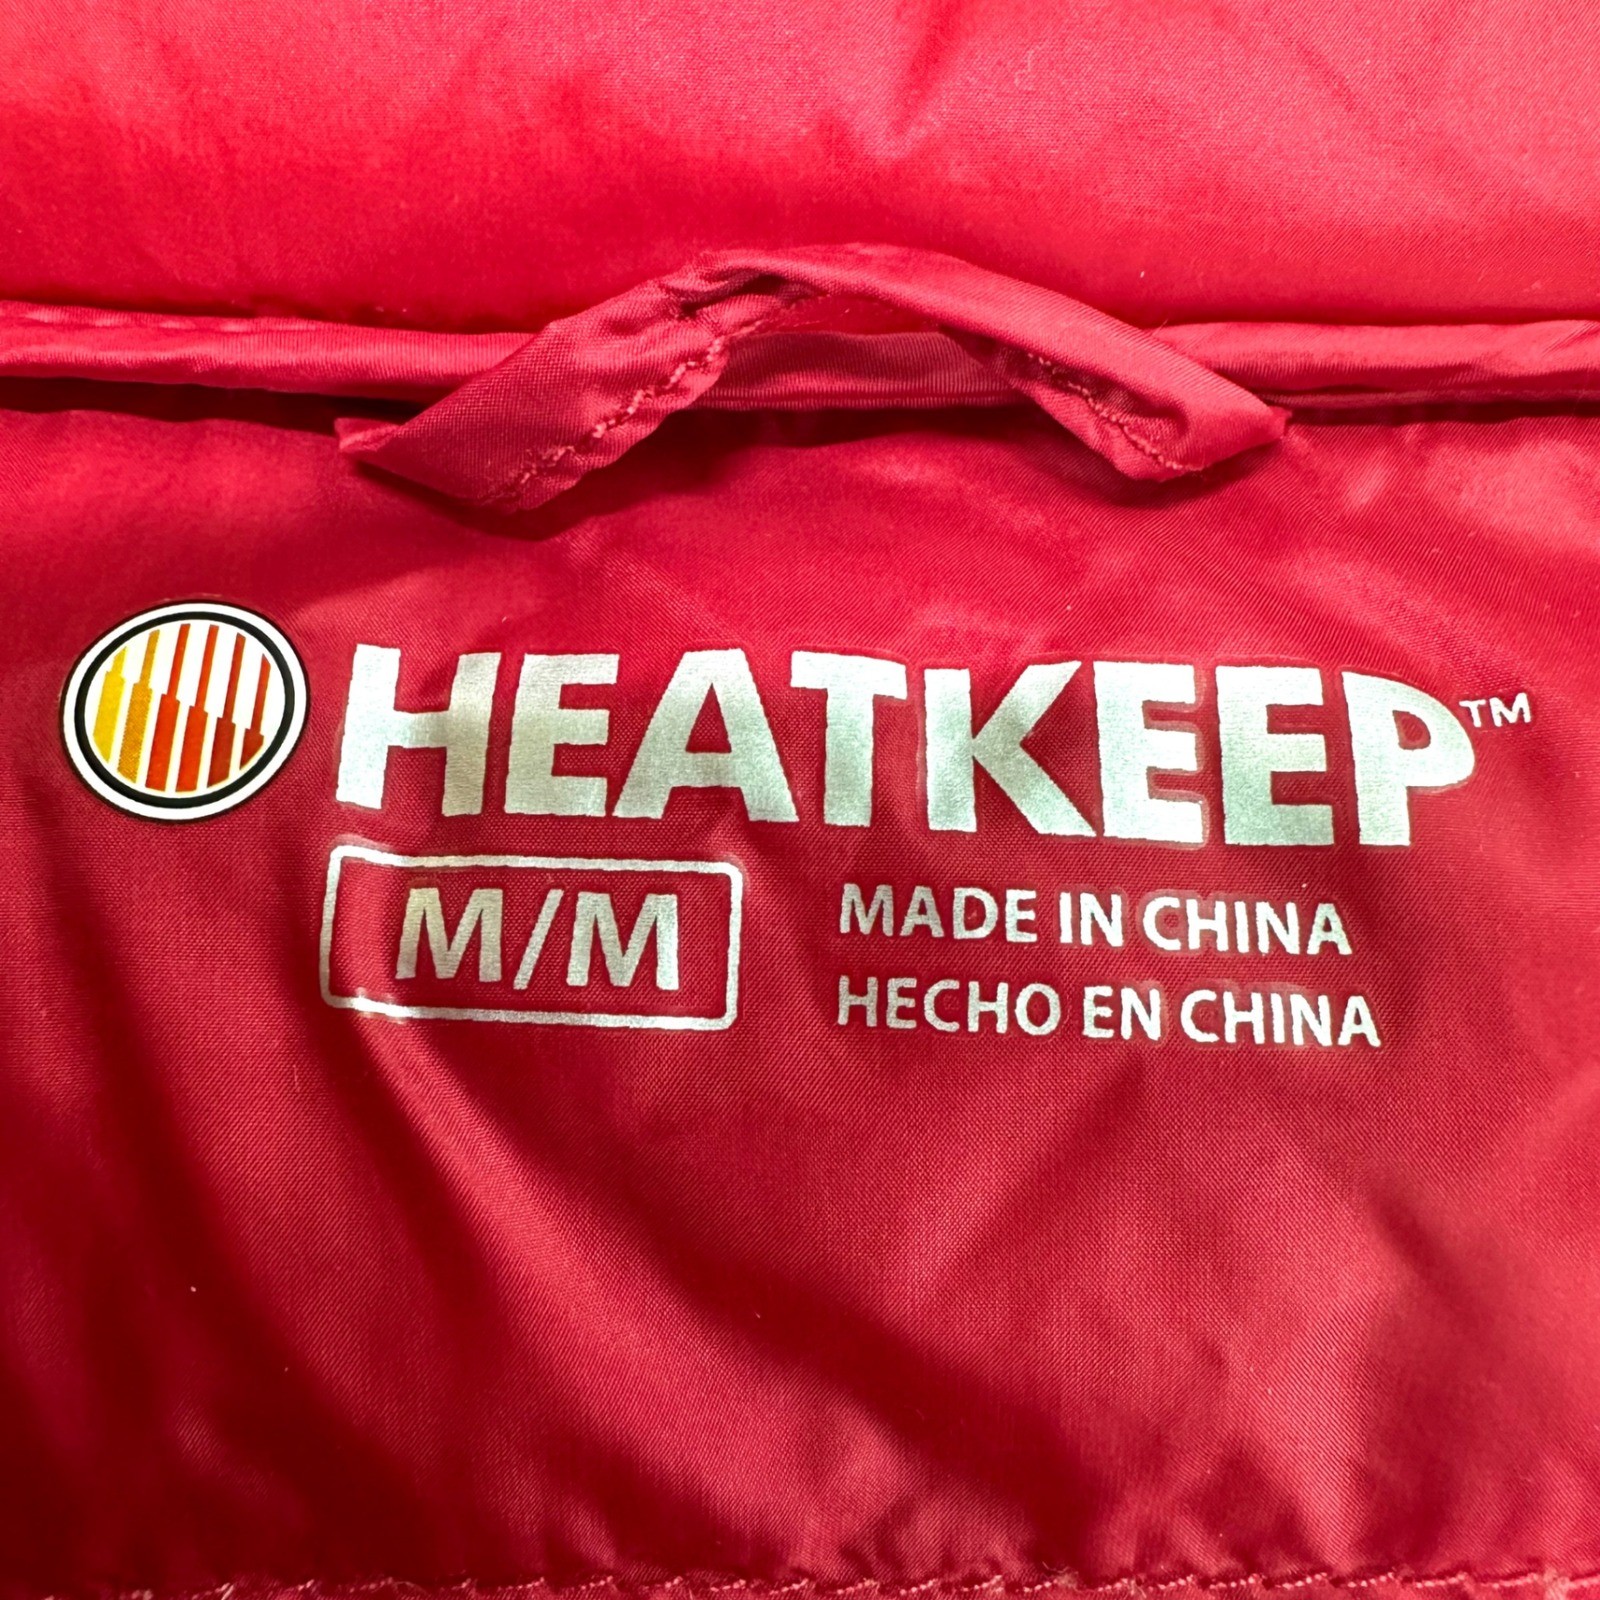 HEATKEEP™
M/M
MADE IN CHINA
HECHO EN CHINA